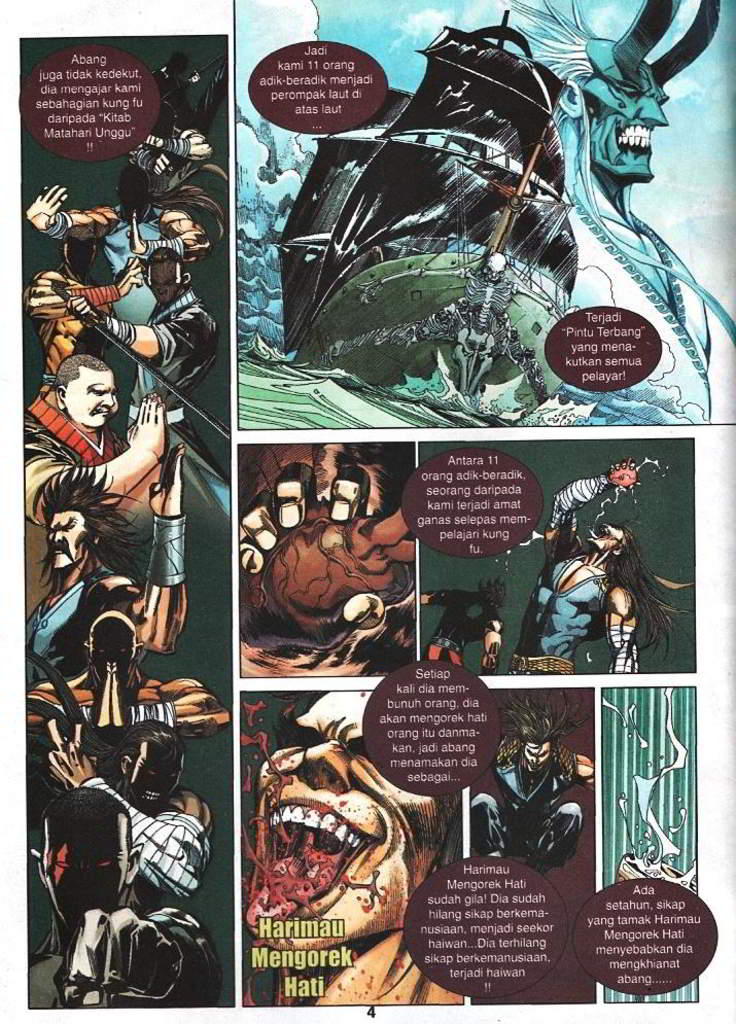 Abang
juga tidak kedekut,
dia mengajar kami
sebahagian kung fu
daripada "Kitab
Matahari Unggu"
!!
Jadi
kami 11 orang
adik-beradik menjadi
perompak laut di
atas laut
...
Terjadi
"Pintu Terbang"
yang mena-
kutkan semua
pelayar!
Antara 11
orang adik-beradik,
seorang daripada
kami terjadi amat
ganas selepas mem-
pelajari kung
fu.
Setiap
kali dia mem-
bunuh orang, dia
akan mengorek hati
orang itu danma-
kan, jadi abang
menamakan dia
sebagai...
Harimau
Mengorek
Hati
Harimau
Mengorek Hati
sudah gila! Dia sudah
hilang sikap berkema-
nusiaan, menjadi seekor
haiwan...Dia terhilang
sikap berkemanusiaan,
terjadi haiwan
!!
Ada
setahun, sikap
yang tamak Harimau
Mengorek Hati
menyebabkan dia
mengkhianat
abang......
4